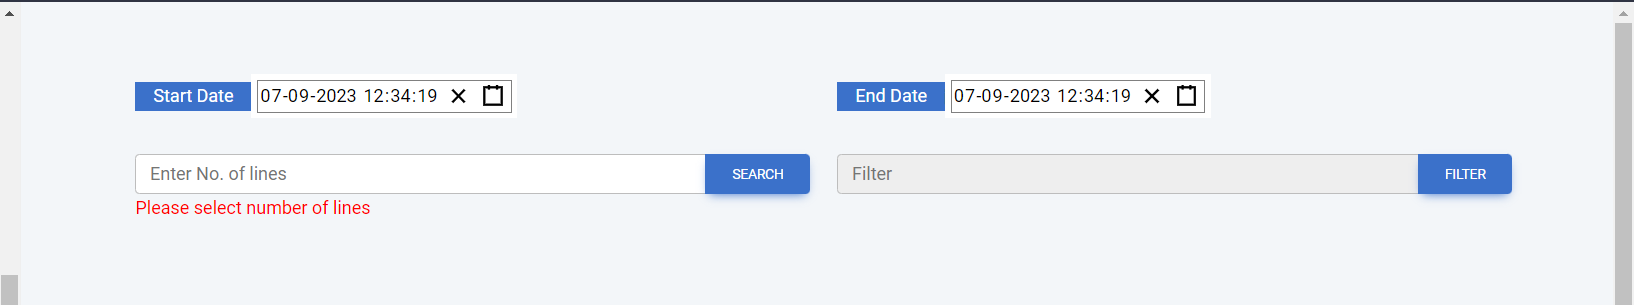 Start Date 07-09-2023 12:34:19 End Date 07-09-2023 12:34:19
Enter No. of lines SEARCH Filter FILTER
Please select number of lines